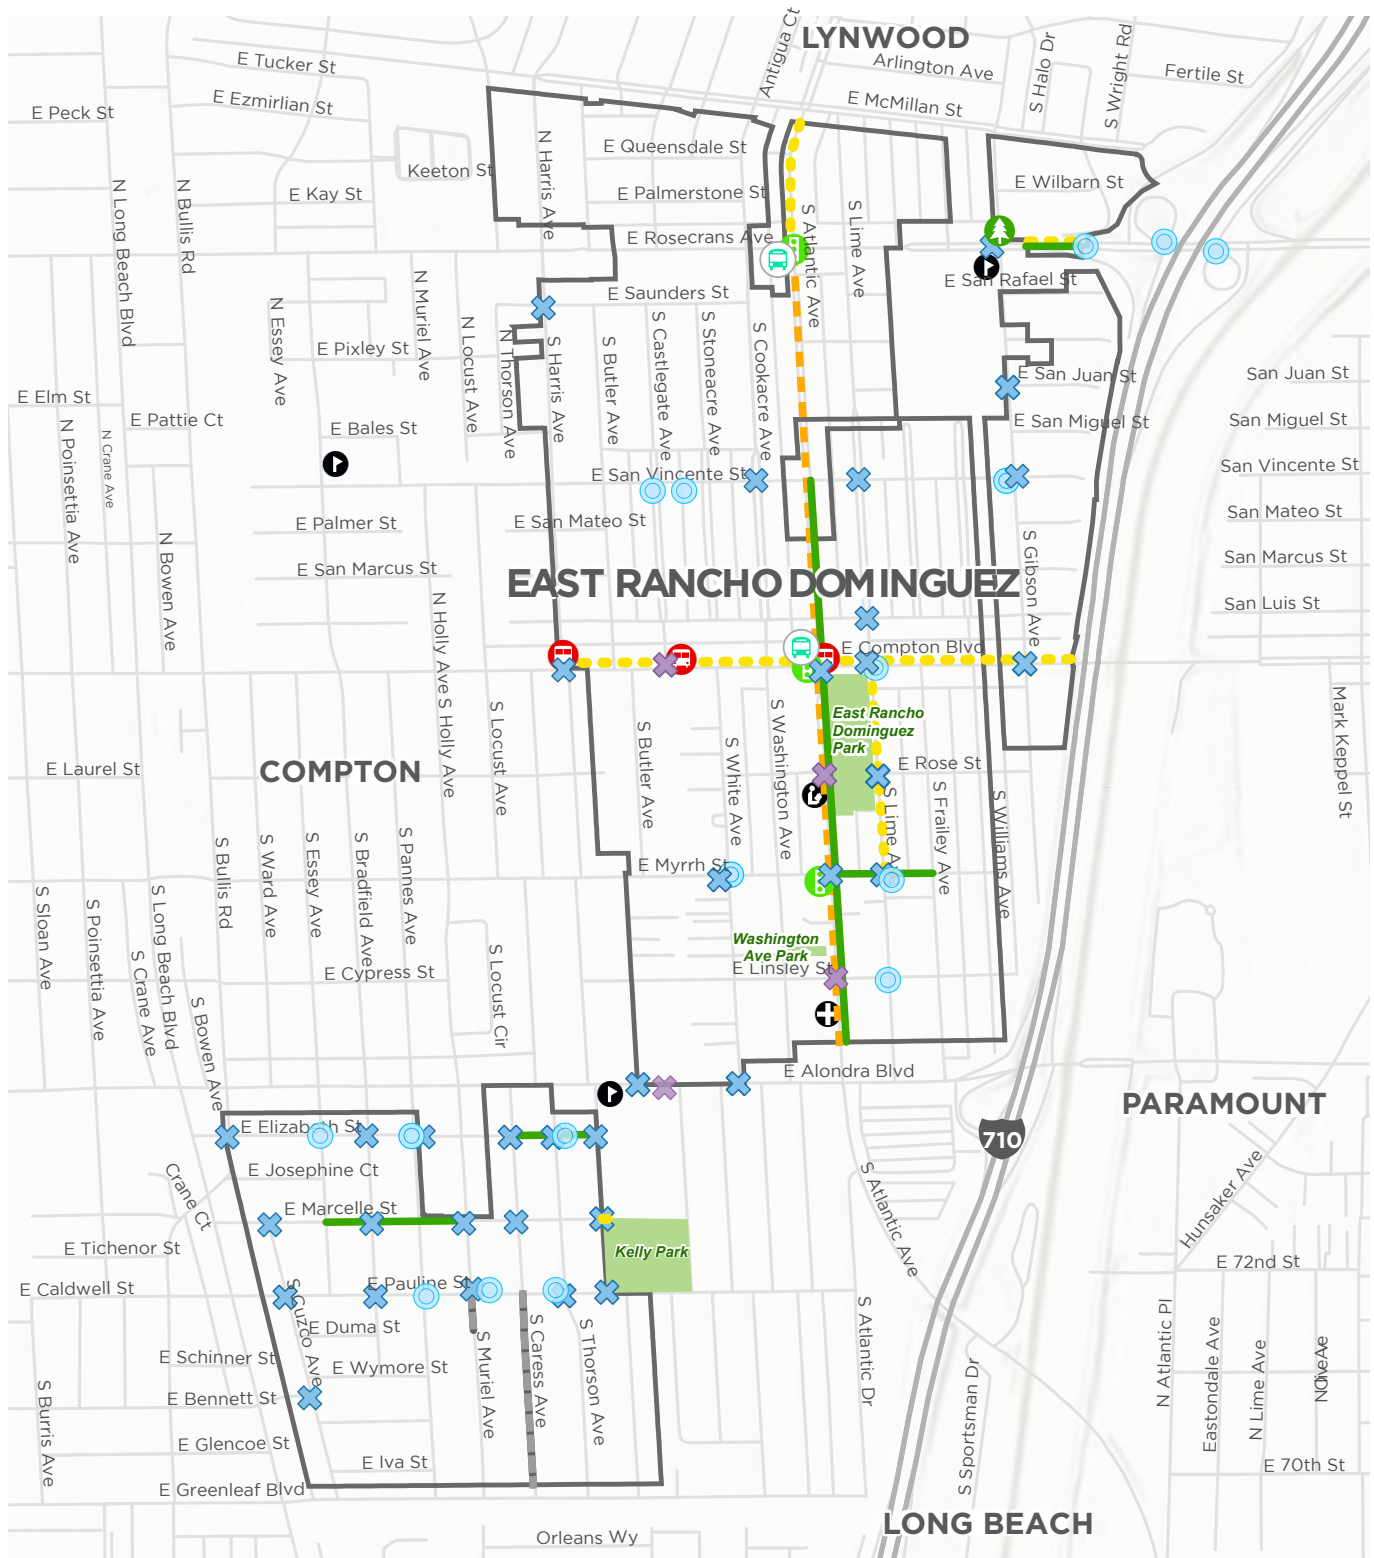 LYNWOOD
Antigua Ct
E Tucker St
Arlington Ave
S Halo Dr
S Wright Rd
Fertile St
E Ezmirlian St
E McMillan St
E Peck St
N Harris Ave
E Queensdale St
Keeton St
E Kay St
E Palmerstone St
E Wilbarn St
N Long Beach Blvd
N Bullis Rd
E Rosecrans Ave
S Atlantic Ave
S Lime Ave
N Muriel Ave
E Saunders St
E San Rafael St
N Essey Ave
N Locust Ave
N Thorson Ave
S Harris Ave
S Butler Ave
S Castlegate Ave
S Stoneacre Ave
S Cookacre Ave
E Pixley St
E San Juan St
San Juan St
E Elm St
E Pattie Ct
E Bales St
E San Miguel St
San Miguel St
N Poinsettia Ave
N Crane Ave
E San Vincente St
San Vincente St
E Palmer St
E San Mateo St
San Mateo St
N Bowen Ave
E San Marcus St
San Marcus St
S Gibson Ave
EAST RANCHO DOMINGUEZ
N Holly Ave
San Luis St
E Compton Blvd
S Holly Ave
S Locust Ave
S Butler Ave
S White Ave
S Washington Ave
East Rancho
Dominguez
Park
Mark Keppel St
E Laurel St
COMPTON
E Rose St
S Lime Ave
S Frailey Ave
S Williams Ave
S Bullis Rd
S Ward Ave
S Essey Ave
S Bradfield Ave
S Pannes Ave
E Myrrh St
S Sloan Ave
S Poinsettia Ave
S Crane Ave
S Long Beach Blvd
S Bowen Ave
E Cypress St
S Locust Cir
Washington
Ave Park
E Linsley St
E Alondra Blvd
PARAMOUNT
710
E Elizabeth St
E Josephine Ct
Crane Ct
E Marcelle St
S Atlantic Ave
Hunsaker Ave
E Tichenor St
Kelly Park
E 72nd St
E Caldwell St
E Pauline St
S Cuzco Ave
E Duma St
S Muriel Ave
S Caress Ave
S Thorson Ave
S Atlantic Dr
N Atlantic Pl
Eastondale Ave
N Lime Ave
E Schinner St
E Wymore St
S Sportsman Dr
S Burris Ave
E Bennett St
E Glencoe St
E Iva St
E 70th St
E Greenleaf Blvd
LONG BEACH
Orleans Wy